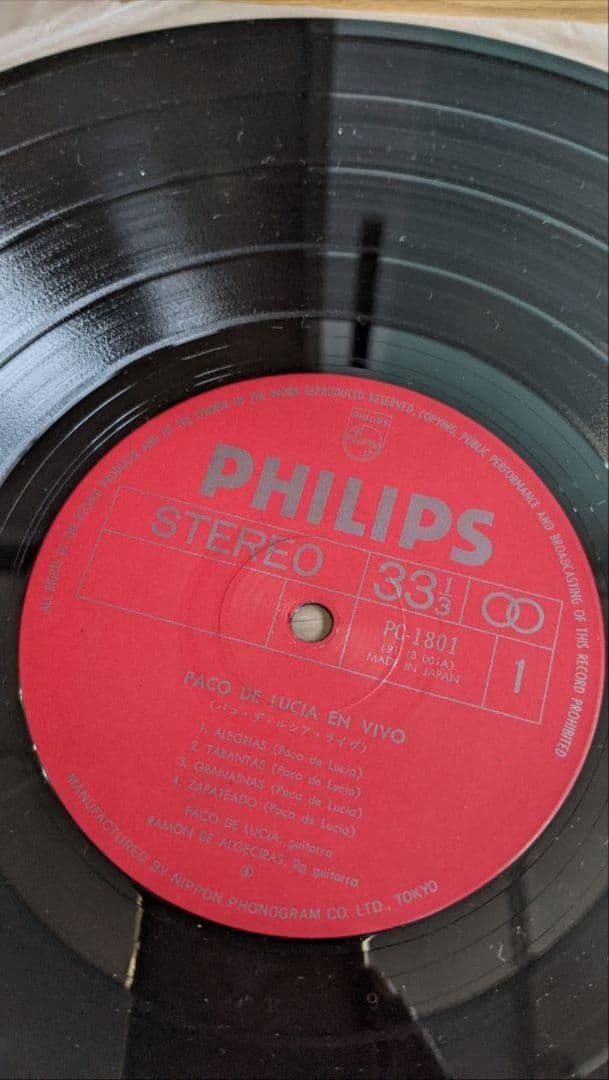 ALL RIGHTS OF THE RECORD PRODUCER AND OF THE OWNER OF THE WORK REPRODUCED RESERVED. COPYING, PUBLIC PERFORMANCE AND BROADCASTING OF THIS RECORD PROHIBITED
PHILIPS
PHILIPS
STEREO
33 1/3
PC-1801
MADE IN JAPAN
1
PACO DE LUCIA EN VIVO
(パコ・デ・ルシア・ライヴ)
1. ALEGRIAS (Paco de Lucia)
2. TARANTAS (Paco de Lucia)
3. GRANAINAS (Paco de Lucia)
4. ZAPATEADO (Paco de Lucia)
PACO DE LUCIA, guitarra
RAMON DE ALGECIRAS, 2a guitarra
MANUFACTURED BY NIPPON PHONOGRAM CO. LTD., TOKYO